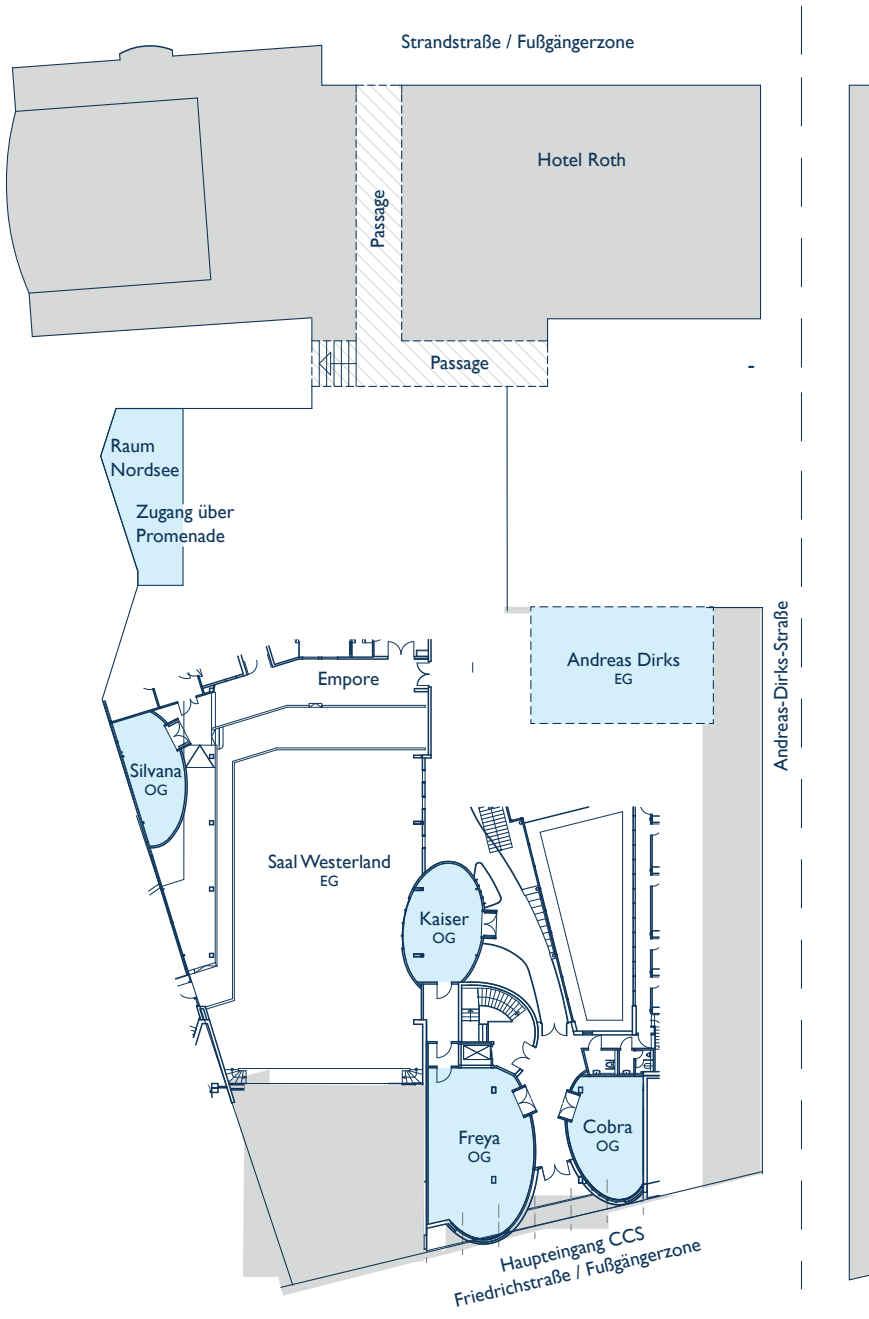 Strandstraße / Fußgängerzone
Hotel Roth
Passage
Passage
Raum
Nordsee
Zugang über
Promenade
Andreas-Dirks-Straße
Andreas Dirks
EG
Empore
Silvana
OG
Saal Westerland
EG
Kaiser
OG
Freya
OG
Cobra
OG
Haupteingang CCS
Friedrichstraße / Fußgängerzone